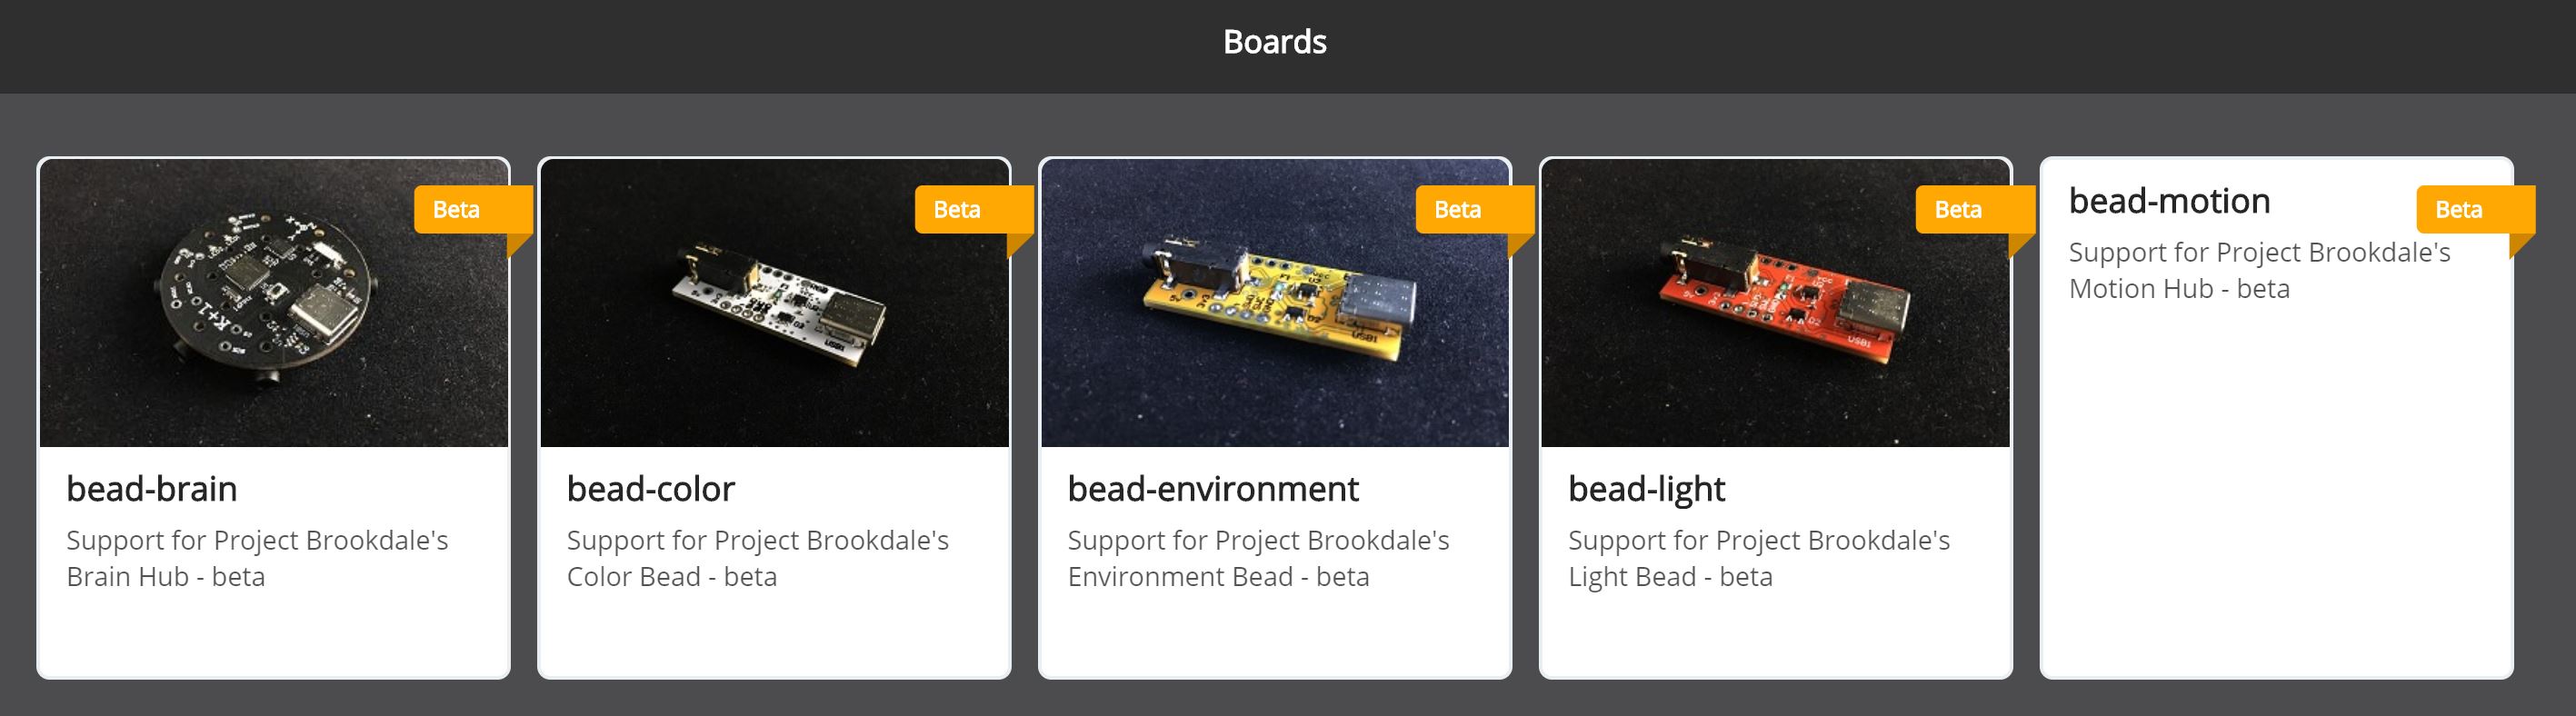 Boards
Beta
bead-brain
Support for Project Brookdale's
Brain Hub - beta
Beta
bead-color
Support for Project Brookdale's
Color Bead - beta
Beta
bead-environment
Support for Project Brookdale's
Environment Bead - beta
Beta
bead-light
Support for Project Brookdale's
Light Bead - beta
Beta
bead-motion
Support for Project Brookdale's
Motion Hub - beta